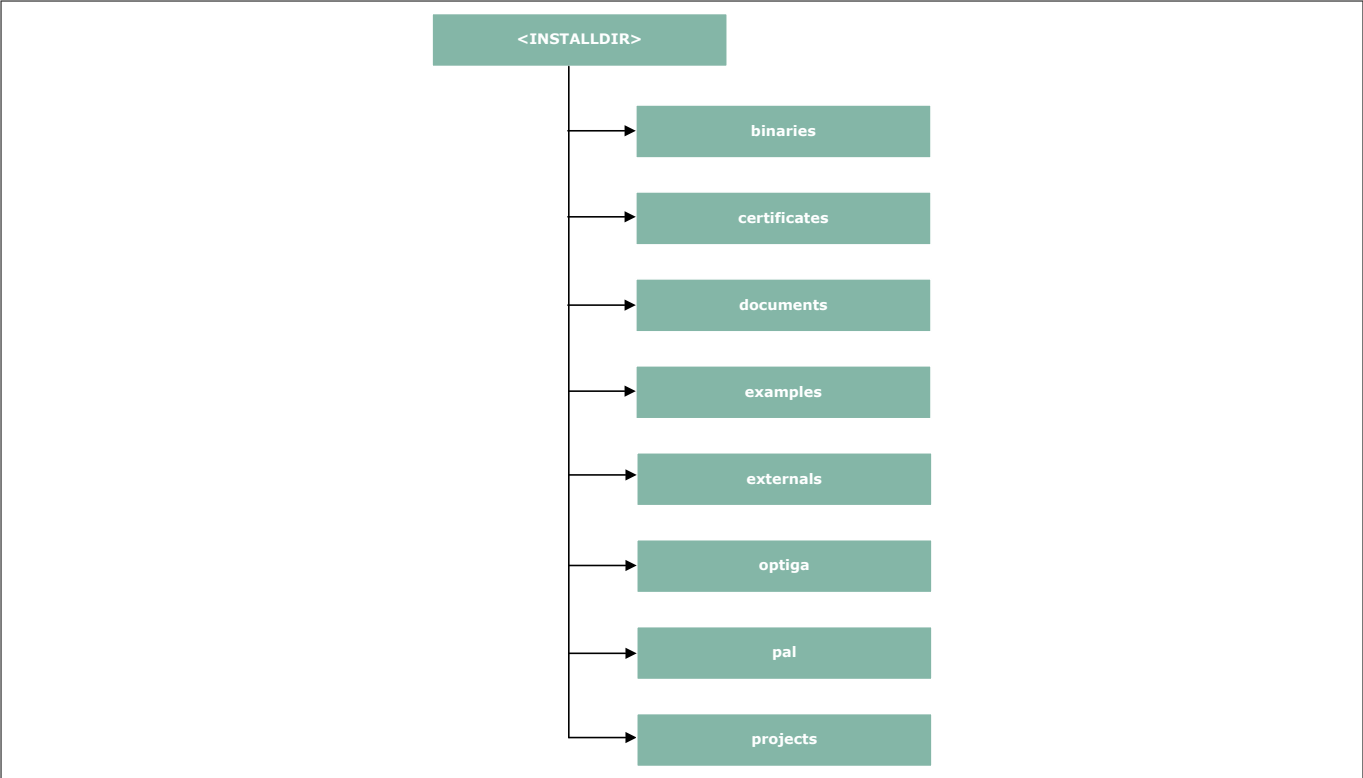 <INSTALLDIR>
binaries
certificates
documents
examples
externals
optiga
pal
projects